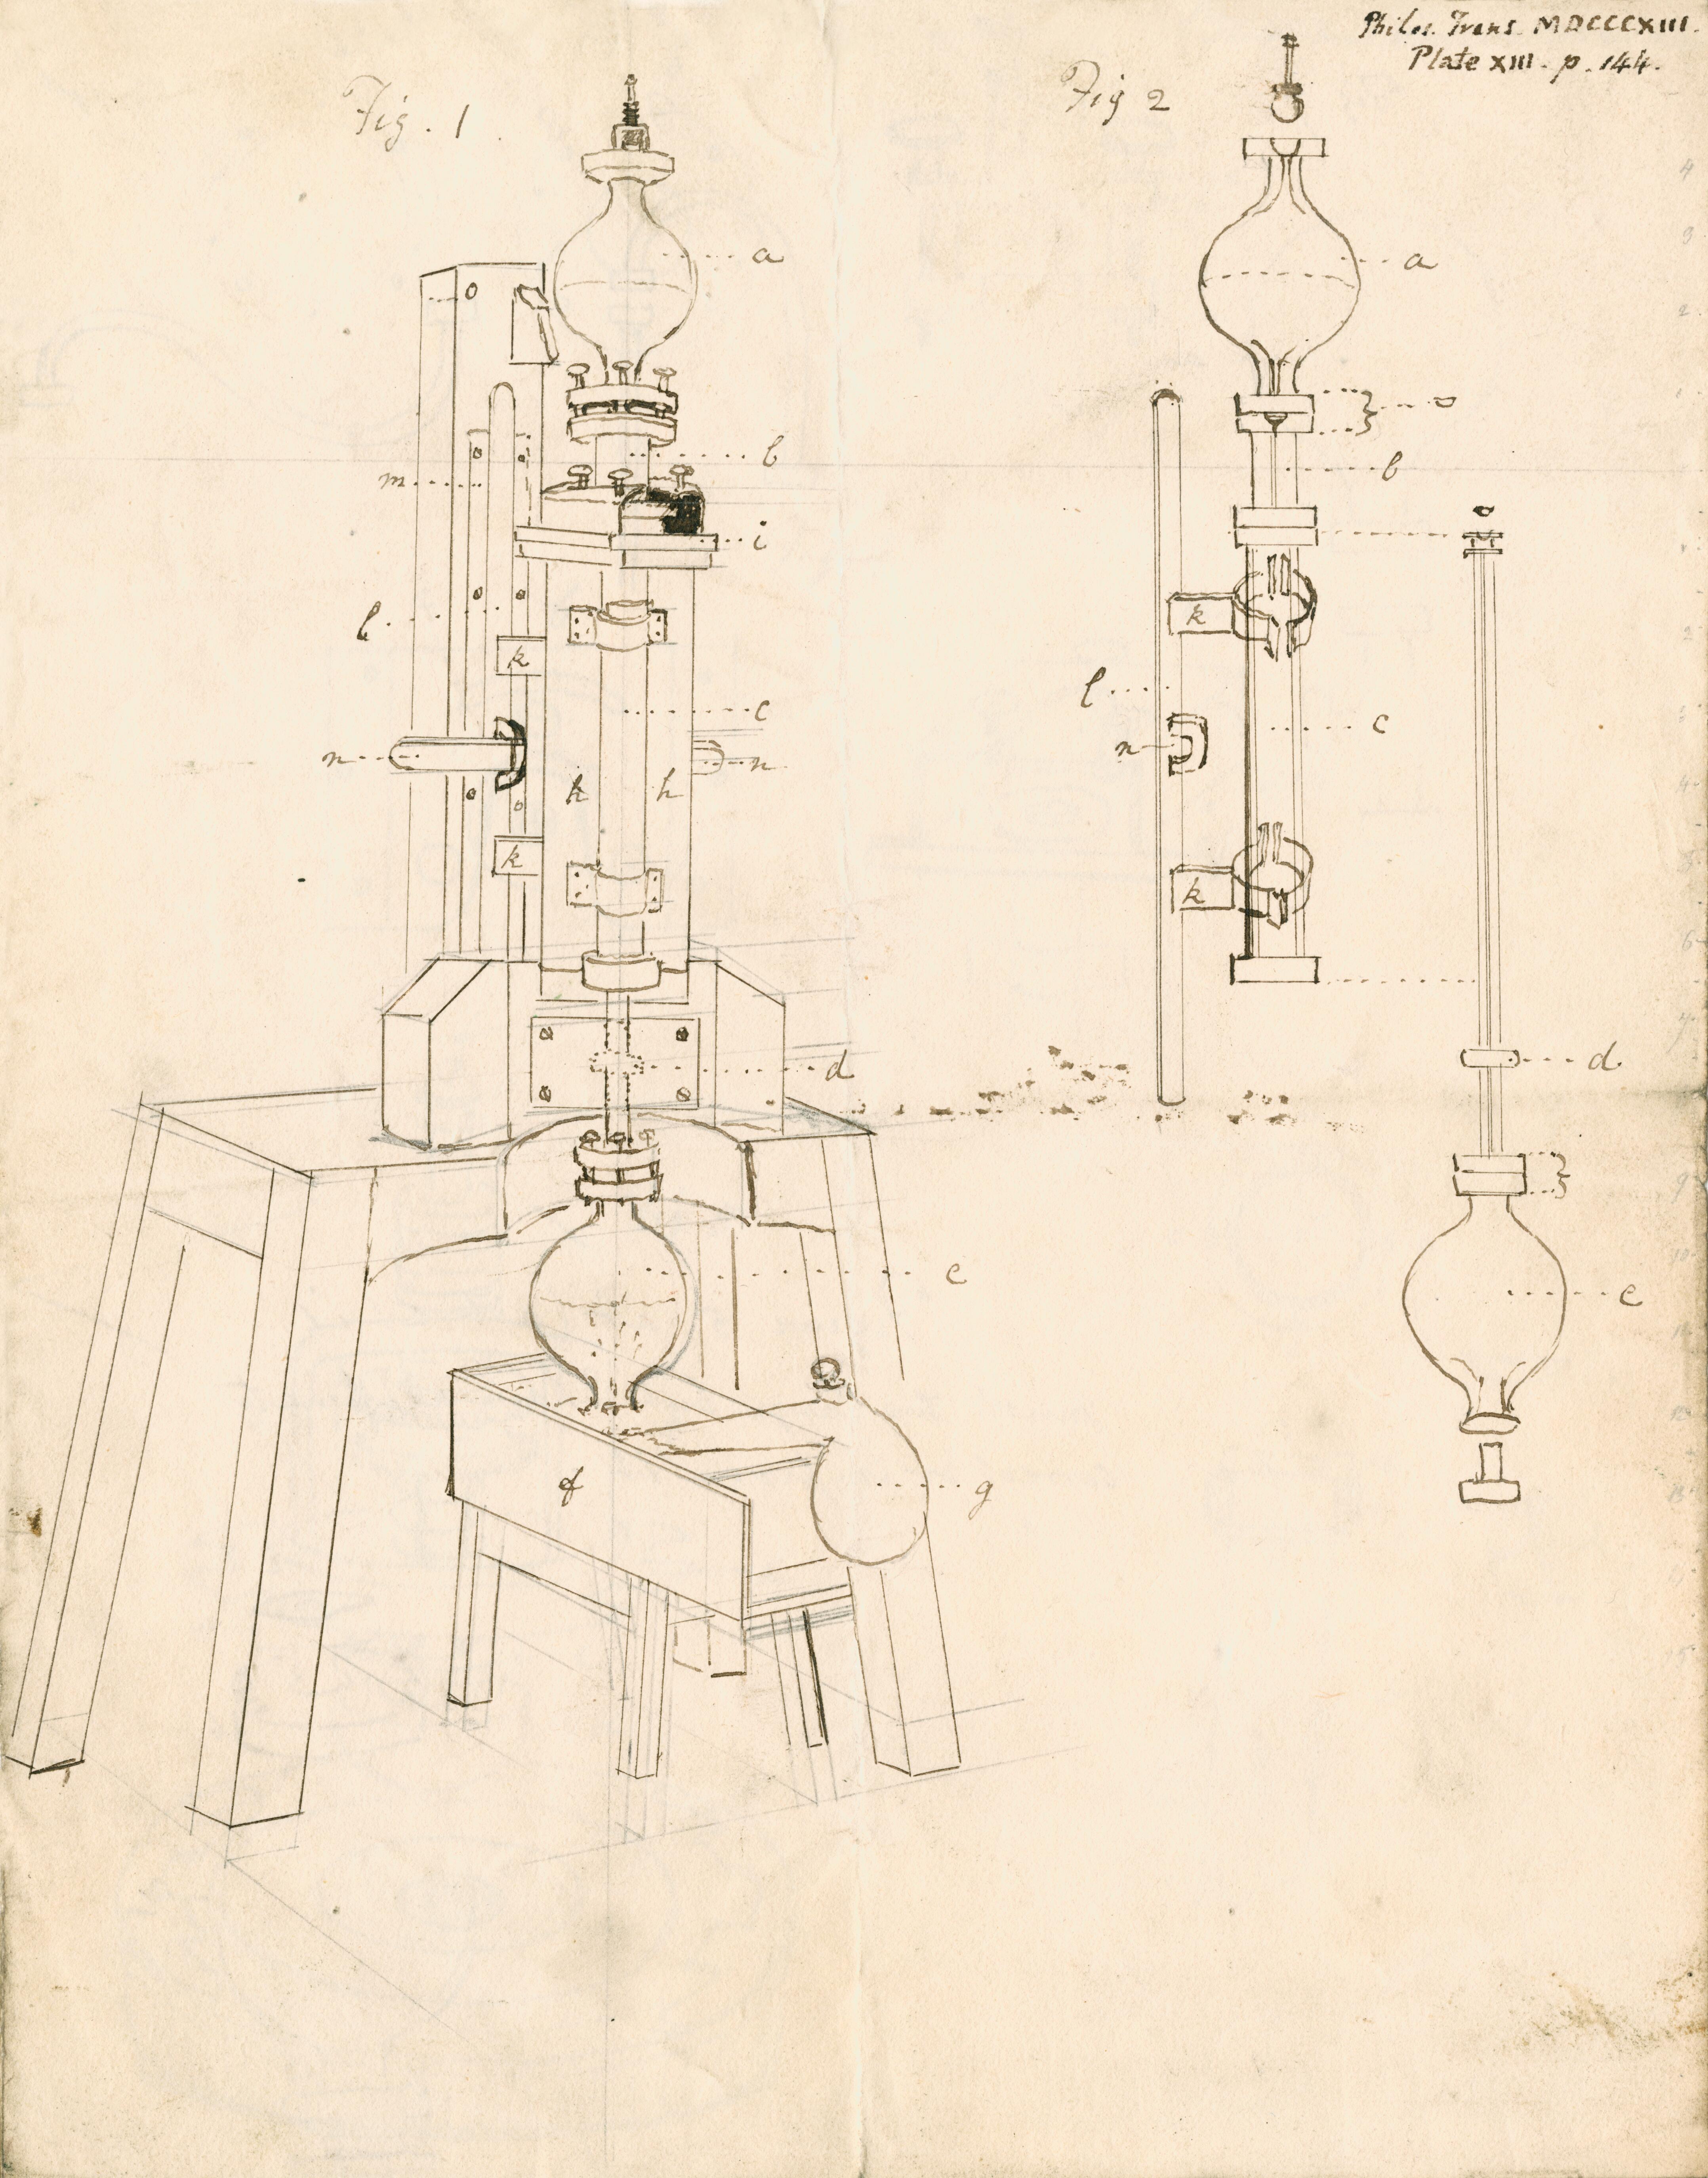 Philos. Trans. MDCCCXIII.
Plate XIII. p. 144.
Fig. 1.
Fig 2
a
b
m
i
l
k
c
n
n
h
h
k
d
e
f
g
a
o
b
k
l
c
n
k
d.
e